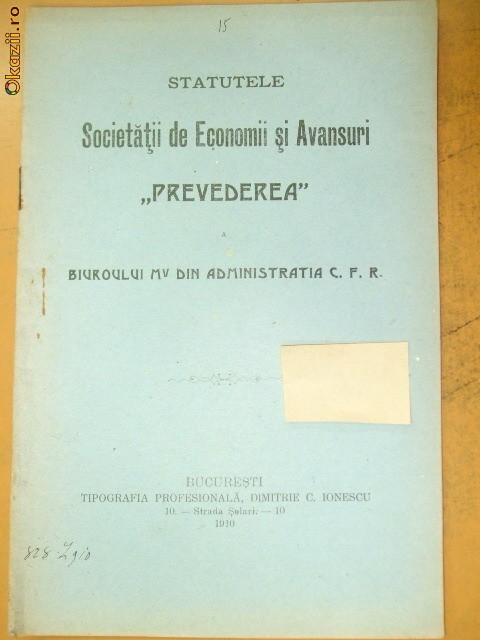 Okazii.ro
15
STATUTELE
Societăţii de Economii şi Avansuri
„PREVEDEREA”
A
BIUROULUI Mv DIN ADMINISTRATIA C. F. R.
BUCUREŞTI
TIPOGRAFIA PROFESIONALĂ, DIMITRIE C. IONESCU
10. — Strada Şelari. — 10
1910